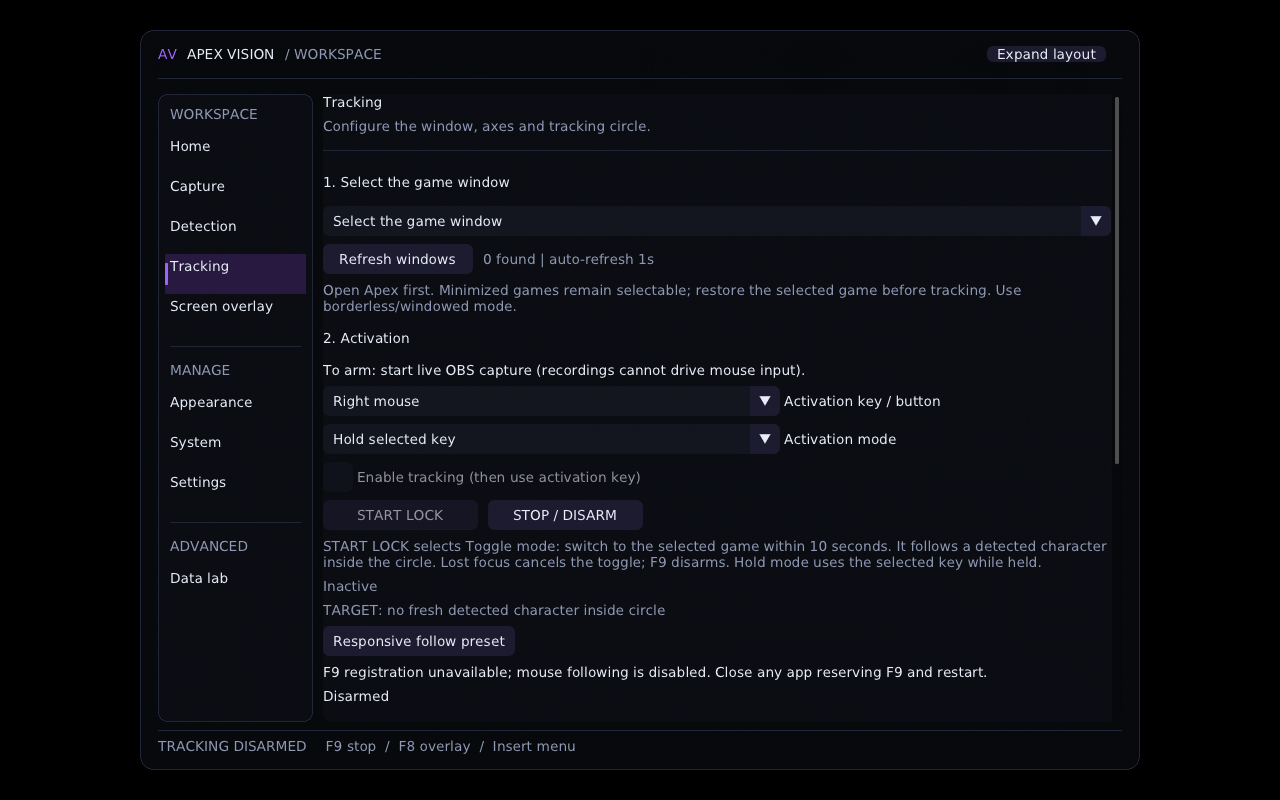 AV APEX VISION / WORKSPACE
Expand layout
WORKSPACE
Home
Capture
Detection
Tracking
Screen overlay
MANAGE
Appearance
System
Settings
ADVANCED
Data lab
Tracking
Configure the window, axes and tracking circle.
1. Select the game window
Select the game window
Refresh windows 0 found | auto-refresh 1s
Open Apex first. Minimized games remain selectable; restore the selected game before tracking. Use
borderless/windowed mode.
2. Activation
To arm: start live OBS capture (recordings cannot drive mouse input).
Right mouse Activation key / button
Hold selected key Activation mode
Enable tracking (then use activation key)
START LOCK STOP / DISARM
START LOCK selects Toggle mode: switch to the selected game within 10 seconds. It follows a detected character
inside the circle. Lost focus cancels the toggle; F9 disarms. Hold mode uses the selected key while held.
Inactive
TARGET: no fresh detected character inside circle
Responsive follow preset
F9 registration unavailable; mouse following is disabled. Close any app reserving F9 and restart.
Disarmed
TRACKING DISARMED F9 stop / F8 overlay / Insert menu